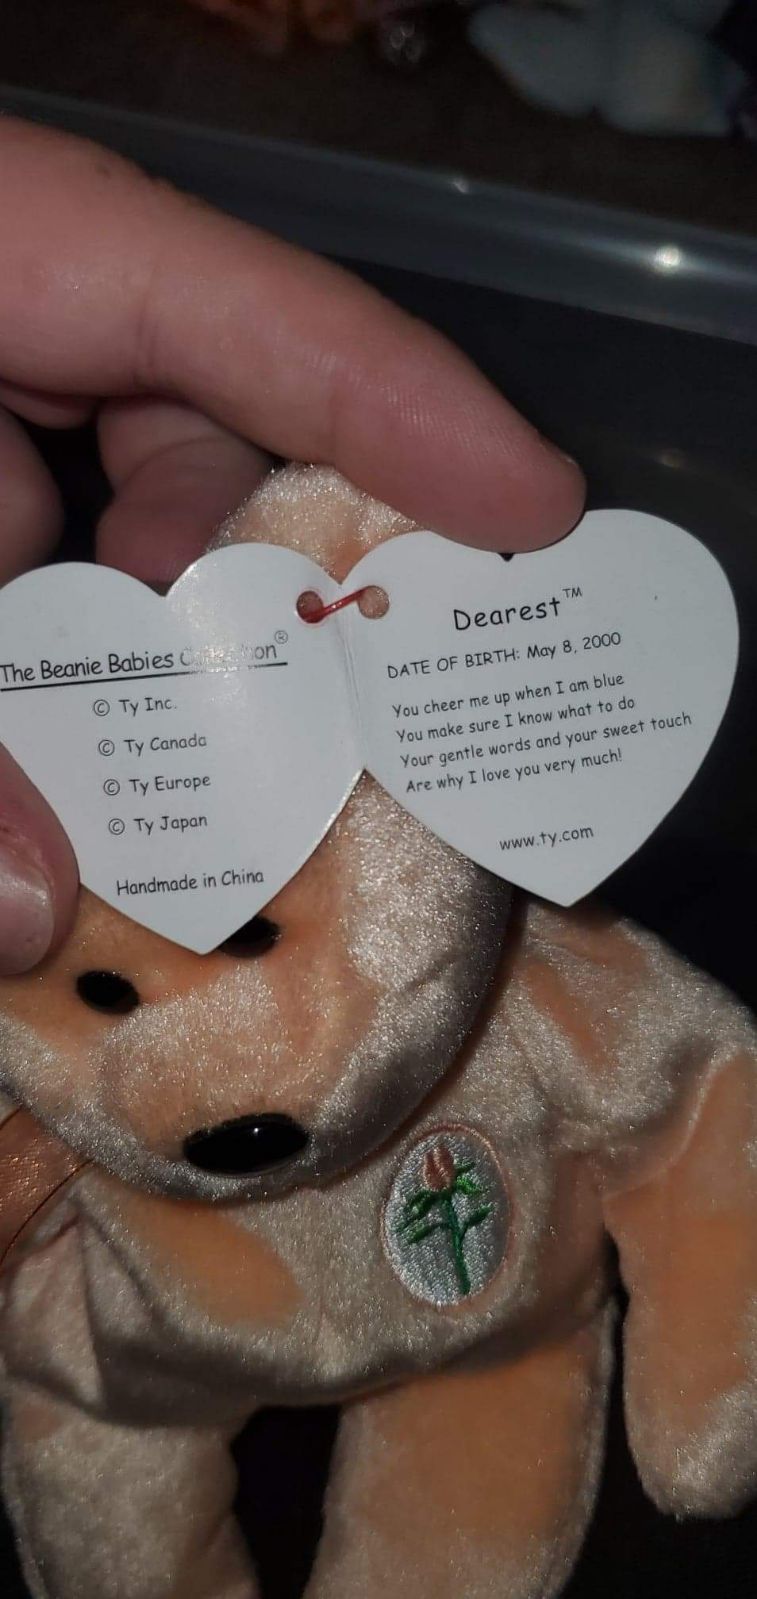 The Beanie Babies Collection®
© Ty Inc.
© Ty Canada
© Ty Europe
© Ty Japan
Handmade in China
Dearest™
DATE OF BIRTH: May 8, 2000
You cheer me up when I am blue
You make sure I know what to do
Your gentle words and your sweet touch
Are why I love you very much!
www.ty.com